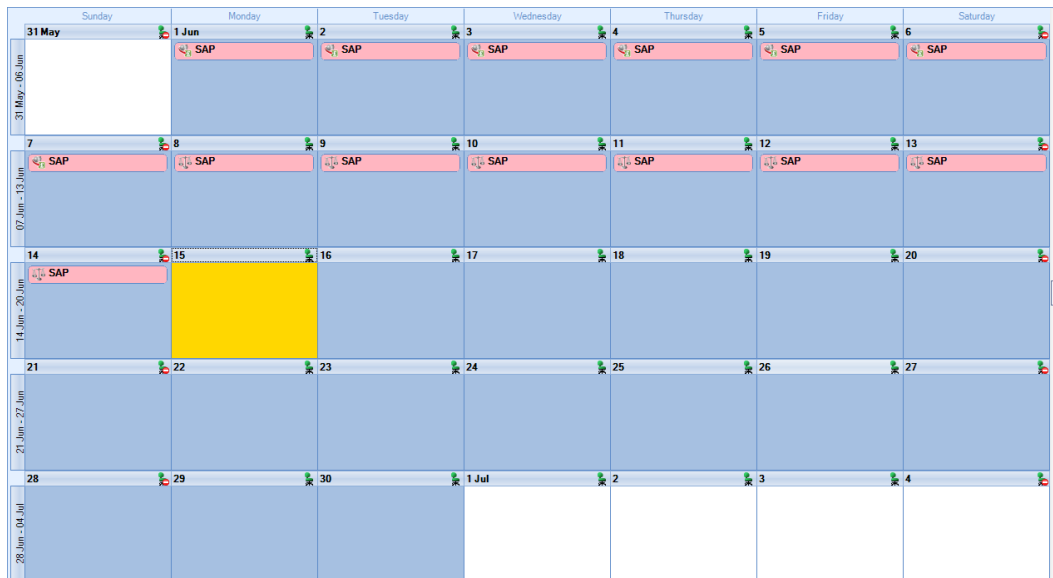 Sunday Monday Tuesday Wednesday Thursday Friday Saturday
31 May 1 Jun 2 3 4 5 6
31 May - 06 Jun
SAP SAP SAP SAP SAP SAP
7 8 9 10 11 12 13
07 Jun - 13 Jun
SAP SAP SAP SAP SAP SAP SAP
14 15 16 17 18 19 20
14 Jun - 20 Jun
SAP
21 22 23 24 25 26 27
21 Jun - 27 Jun
28 29 30 1 Jul 2 3 4
28 Jun - 04 Jul